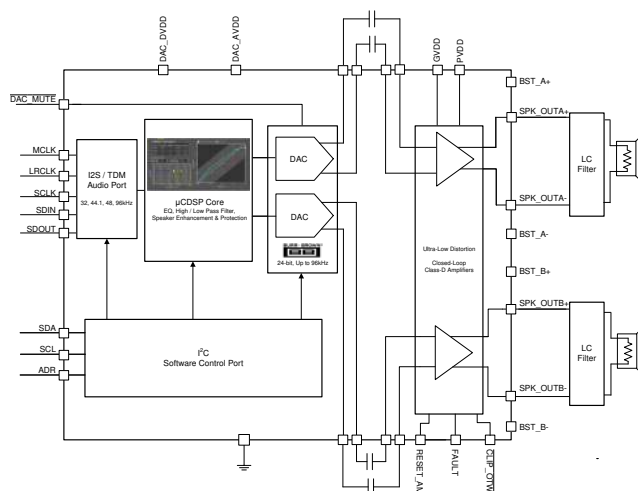 DAC_DVDD
DAC_AVDD
GVDD
PVDD
BST_A+
DAC_MUTE
SPK_OUTA+
MCLK
LRCLK
SCLK
SDIN
SDOUT
I2S / TDM
Audio Port
32, 44.1, 48, 96kHz
µCDSP Core
EQ, High / Low Pass Filter,
Speaker Enhancement & Protection
DAC
DAC
BURR-BROWN
24-bit, Up to 96kHz
LC
Filter
SPK_OUTA-
BST_A-
Ultra-Low Distortion
Closed-Loop
Class-D Amplifiers
BST_B+
SPK_OUTB+
SDA
SCL
ADR
I²C
Software Control Port
LC
Filter
SPK_OUTB-
BST_B-
FAULT